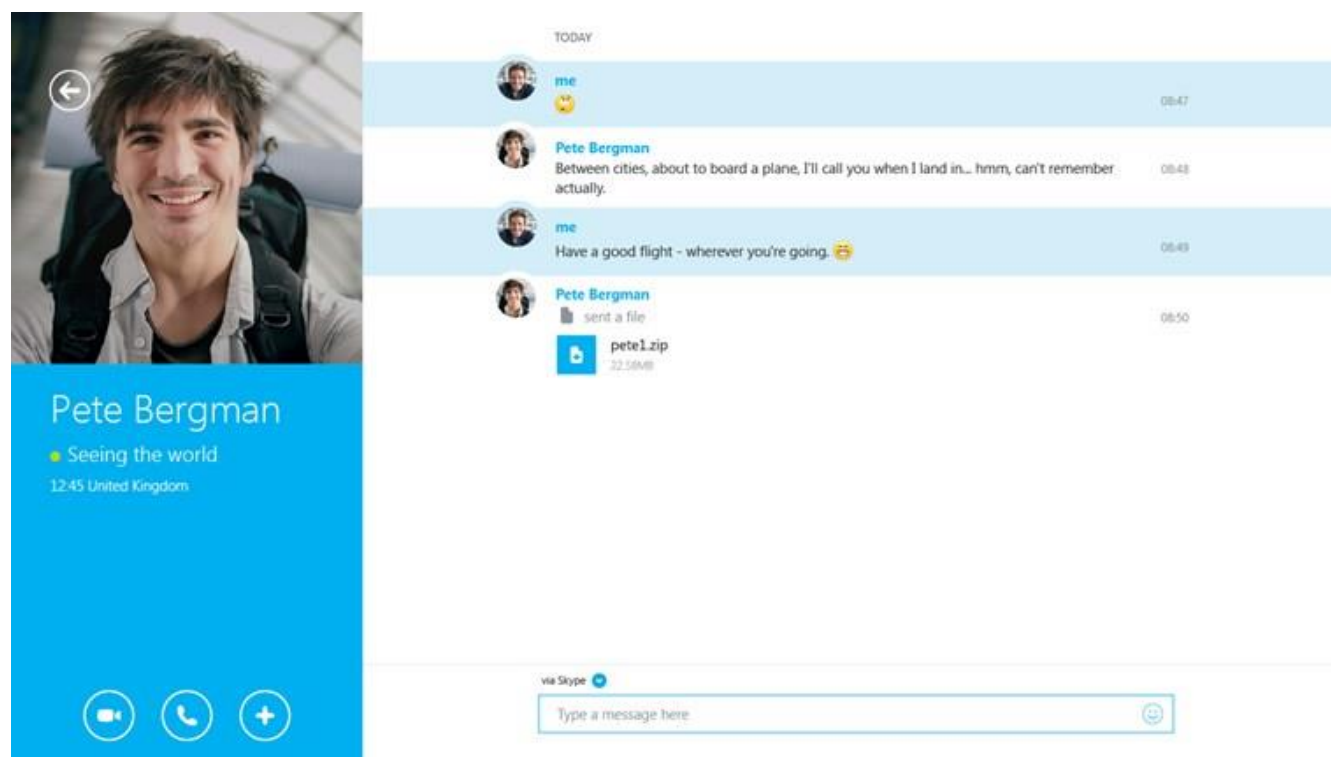 TODAY
me
08:47
Pete Bergman
Between cities, about to board a plane, I'll call you when I land in... hmm, can't remember
08:48
actually.
me
Have a good flight - wherever you're going.
08:49
Pete Bergman
sent a file
08:50
pete1.zip
22.58MB
Pete Bergman
Seeing the world
12:45 United Kingdom
via Skype
Type a message here